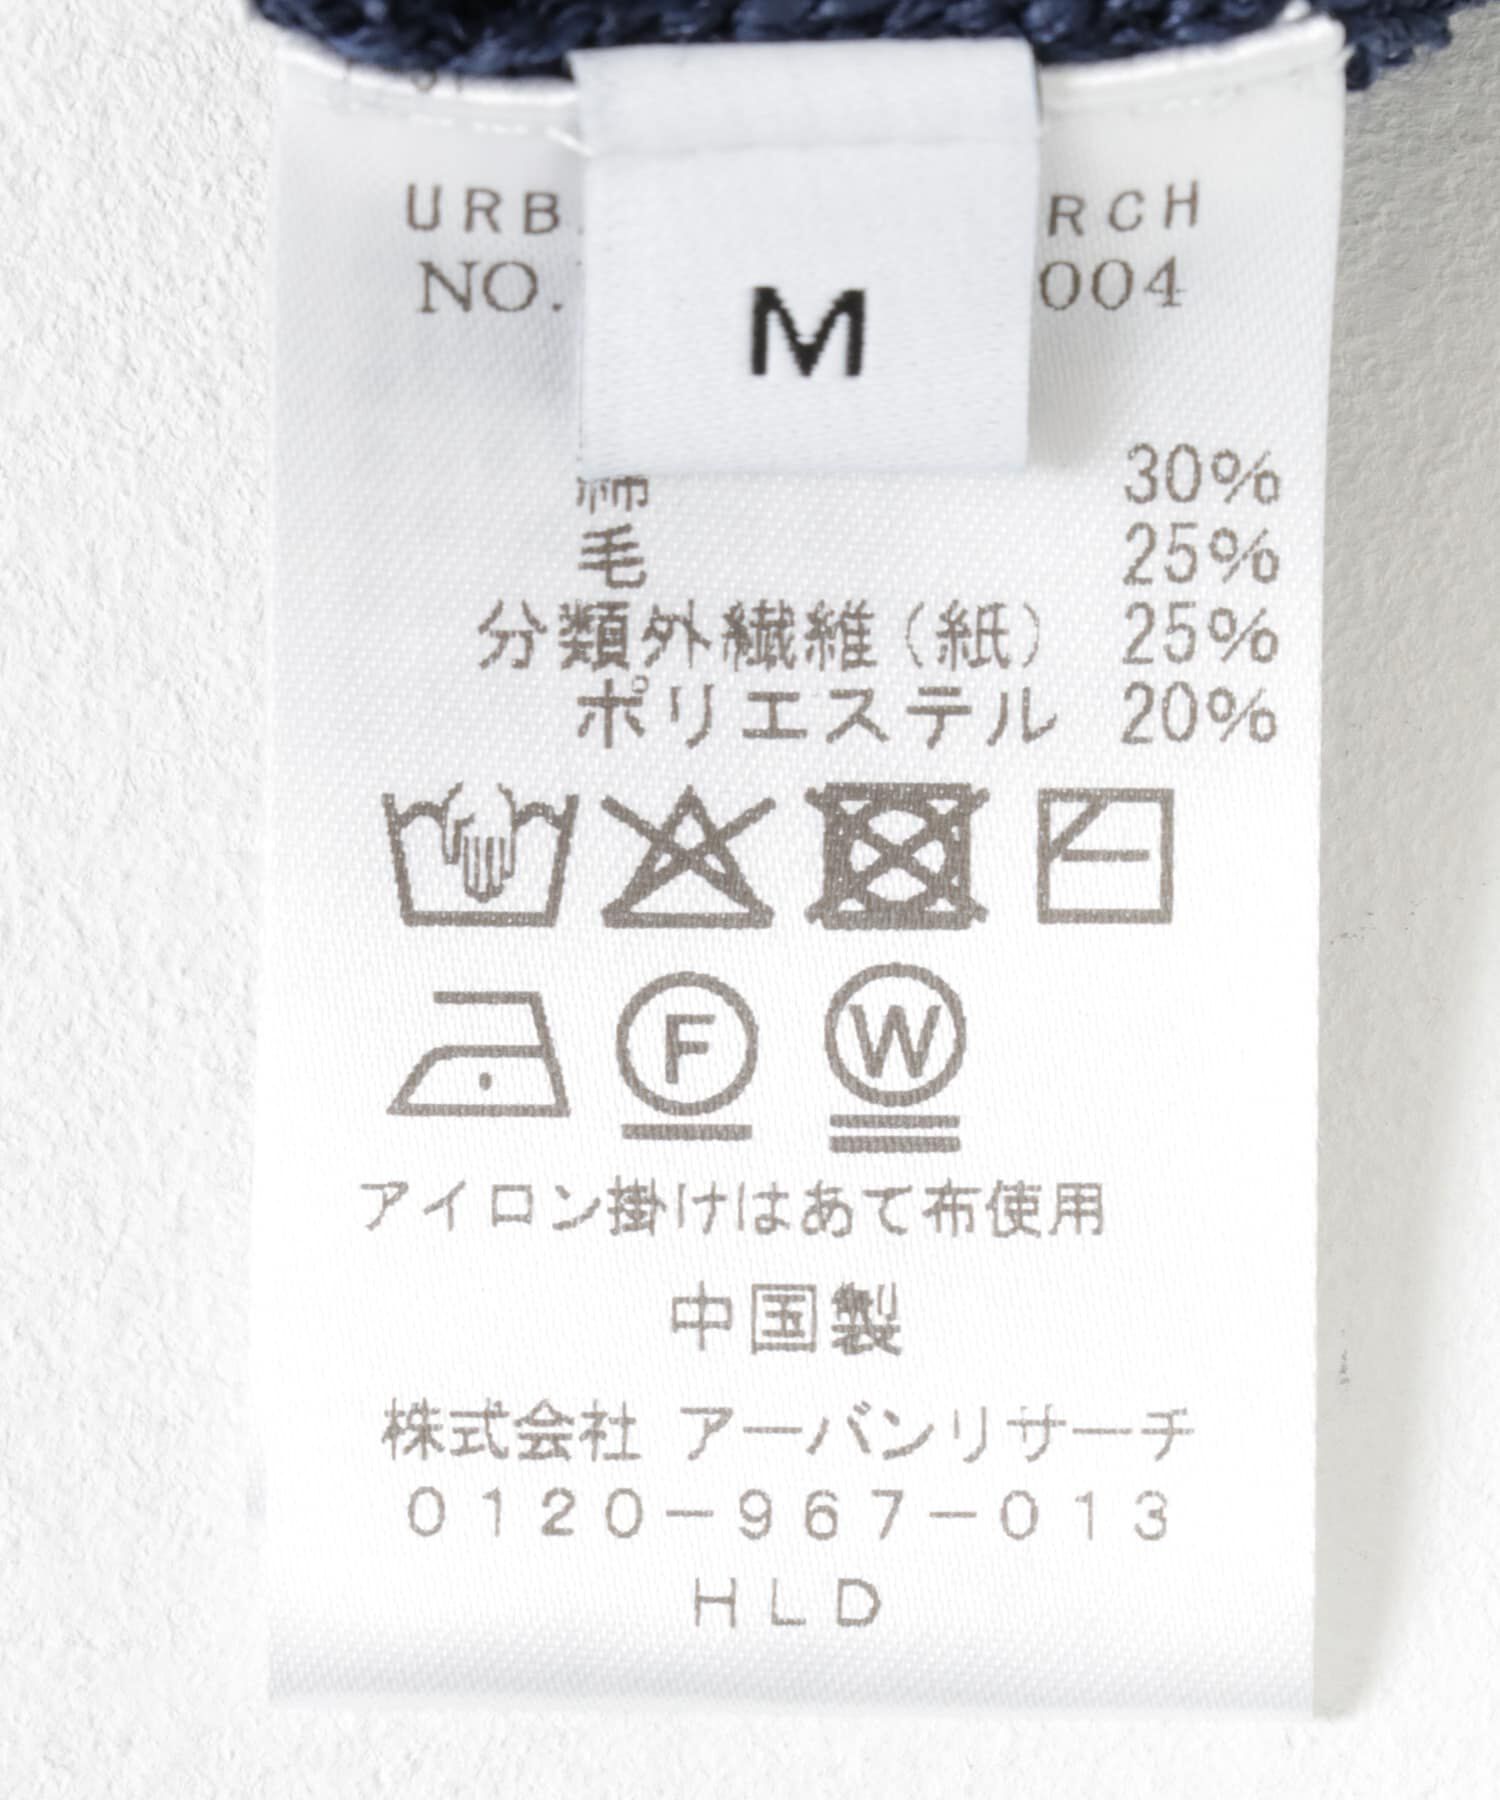 URB RCH
NO. 004
M
綿 30%
毛 25%
分類外繊維(紙) 25%
ポリエステル 20%
F W
アイロン掛けはあて布使用
中国製
株式会社 アーバンリサーチ
0120-967-013
HLD